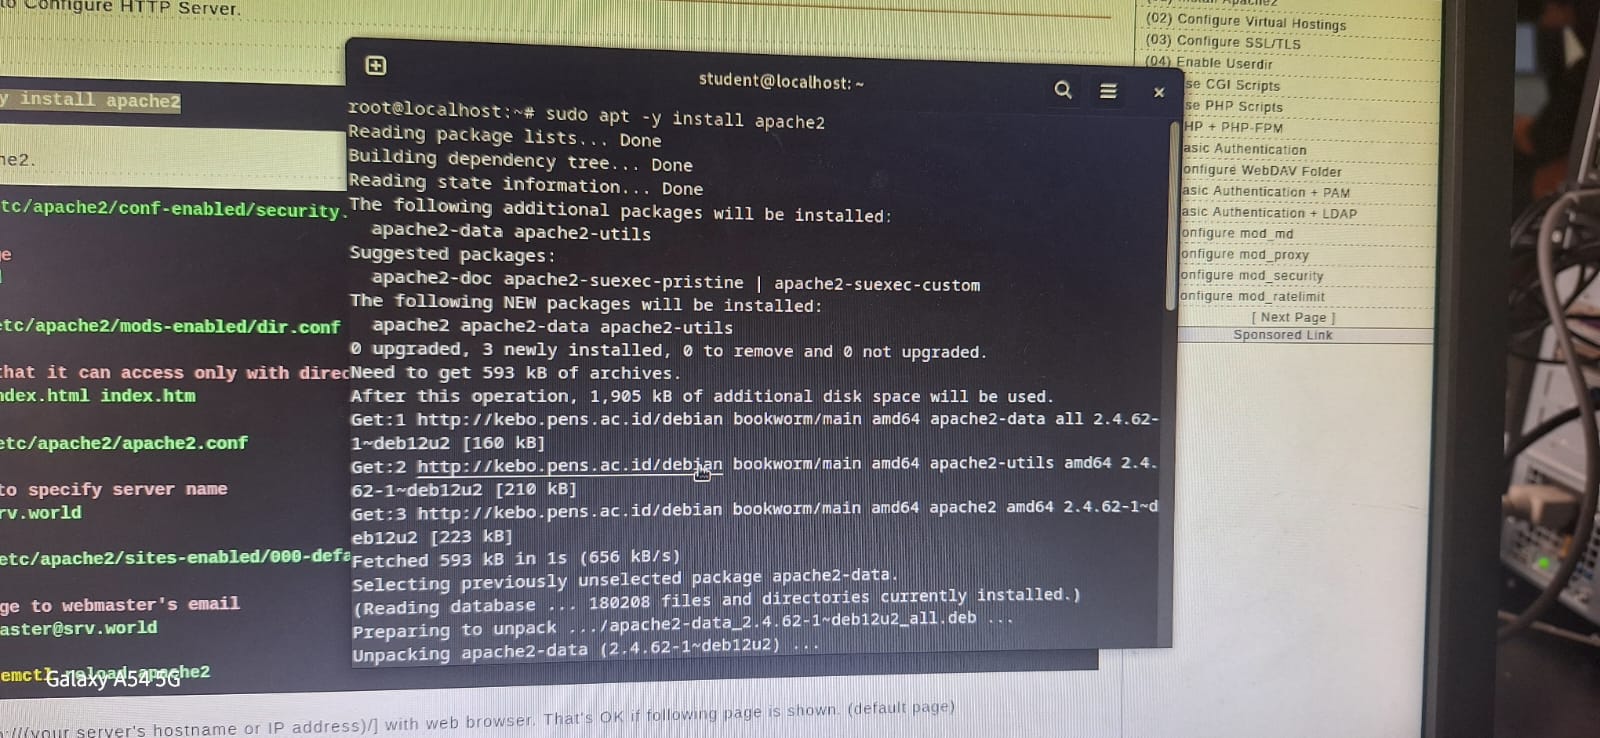 to Configure HTTP Server.
y install apache2
he2.
tc/apache2/conf-enabled/security.
ge
etc/apache2/mods-enabled/dir.conf
that it can access only with direc
ndex.html index.htm
etc/apache2/apache2.conf
to specify server name
rv.world
etc/apache2/sites-enabled/000-defa
ge to webmaster's email
aster@srv.world
emctl reload apache2
student@localhost: ~
root@localhost:~# sudo apt -y install apache2
Reading package lists... Done
Building dependency tree... Done
Reading state information... Done
The following additional packages will be installed:
apache2-data apache2-utils
Suggested packages:
apache2-doc apache2-suexec-pristine | apache2-suexec-custom
The following NEW packages will be installed:
apache2 apache2-data apache2-utils
0 upgraded, 3 newly installed, 0 to remove and 0 not upgraded.
Need to get 593 kB of archives.
After this operation, 1,905 kB of additional disk space will be used.
Get:1 http://kebo.pens.ac.id/debian bookworm/main amd64 apache2-data all 2.4.62-
1~deb12u2 [160 kB]
Get:2 http://kebo.pens.ac.id/debian bookworm/main amd64 apache2-utils amd64 2.4.
62-1~deb12u2 [210 kB]
Get:3 http://kebo.pens.ac.id/debian bookworm/main amd64 apache2 amd64 2.4.62-1~d
eb12u2 [223 kB]
Fetched 593 kB in 1s (656 kB/s)
Selecting previously unselected package apache2-data.
(Reading database ... 180208 files and directories currently installed.)
Preparing to unpack .../apache2-data_2.4.62-1~deb12u2_all.deb ...
Unpacking apache2-data (2.4.62-1~deb12u2) ...
(02) Configure Virtual Hostings
(03) Configure SSL/TLS
(04) Enable Userdir
se CGI Scripts
se PHP Scripts
HP + PHP-FPM
asic Authentication
onfigure WebDAV Folder
asic Authentication + PAM
asic Authentication + LDAP
onfigure mod_md
onfigure mod_proxy
onfigure mod_security
onfigure mod_ratelimit
[ Next Page ]
Sponsored Link
Galaxy A54 5G
://(your server's hostname or IP address)/] with web browser. That's OK if following page is shown. (default page)